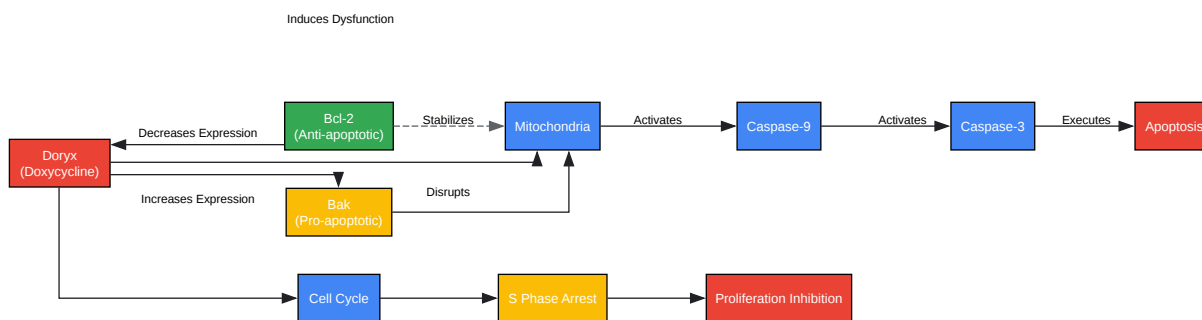 Induces Dysfunction
Bcl-2
(Anti-apoptotic)
Stabilizes
Mitochondria
Activates
Caspase-9
Activates
Caspase-3
Executes
Apoptosis
Decreases Expression
Doryx
(Doxycycline)
Increases Expression
Bak
(Pro-apoptotic)
Disrupts
Cell Cycle
S Phase Arrest
Proliferation Inhibition